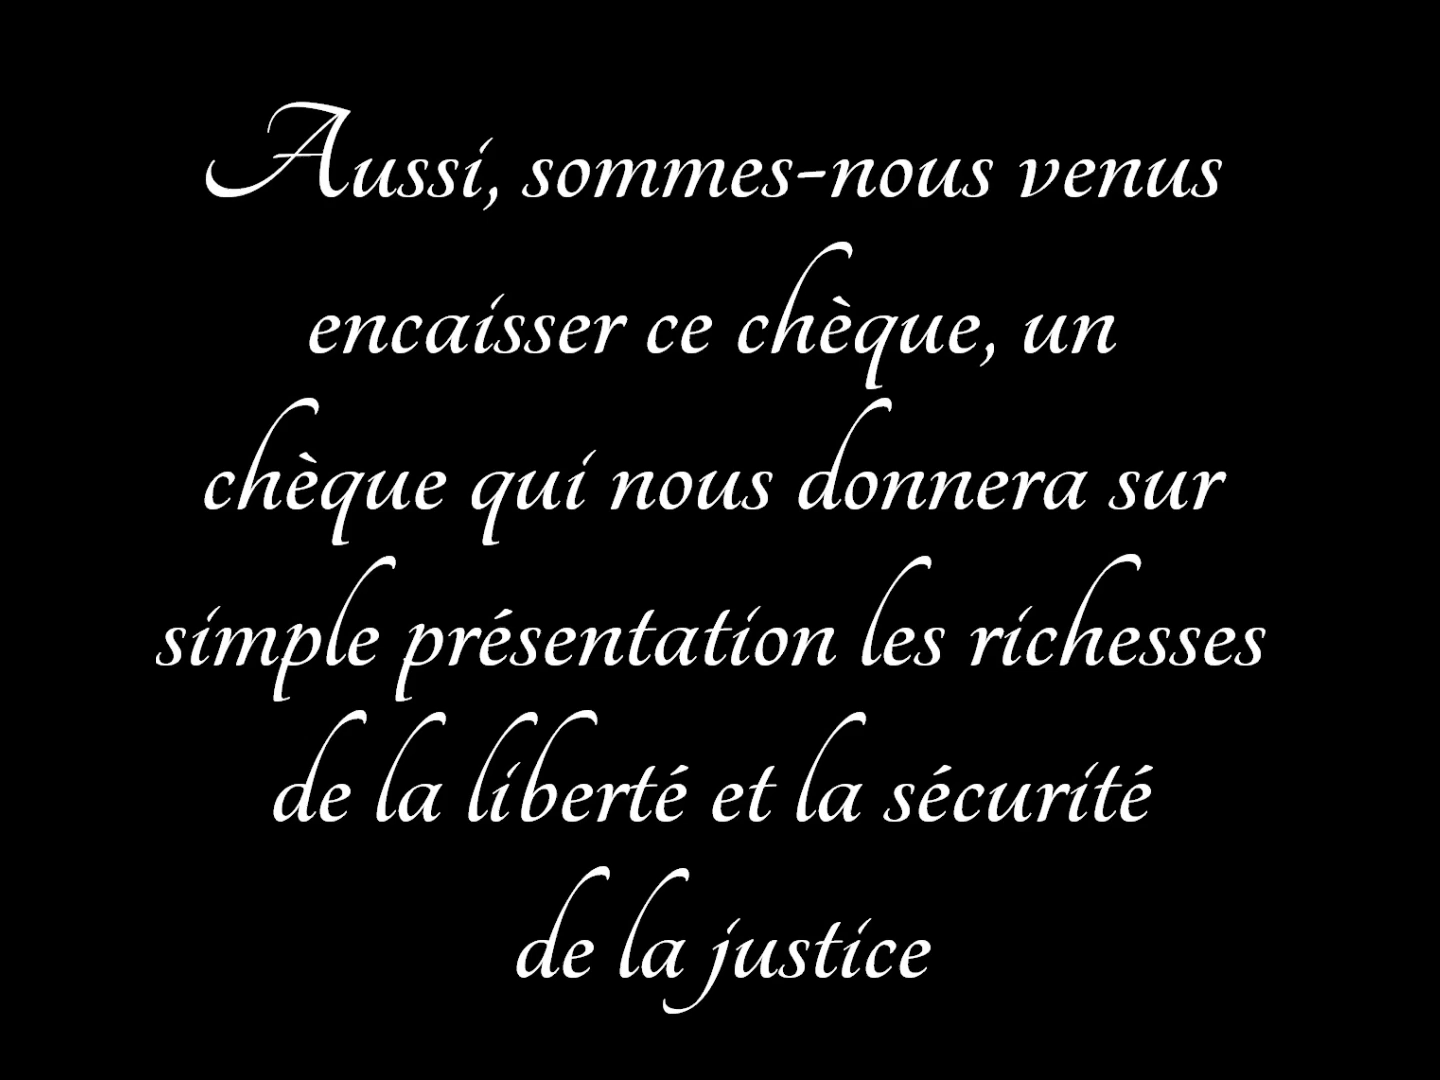 Aussi, sommes-nous venus
encaisser ce chèque, un
chèque qui nous donnera sur
simple présentation les richesses
de la liberté et la sécurité
de la justice